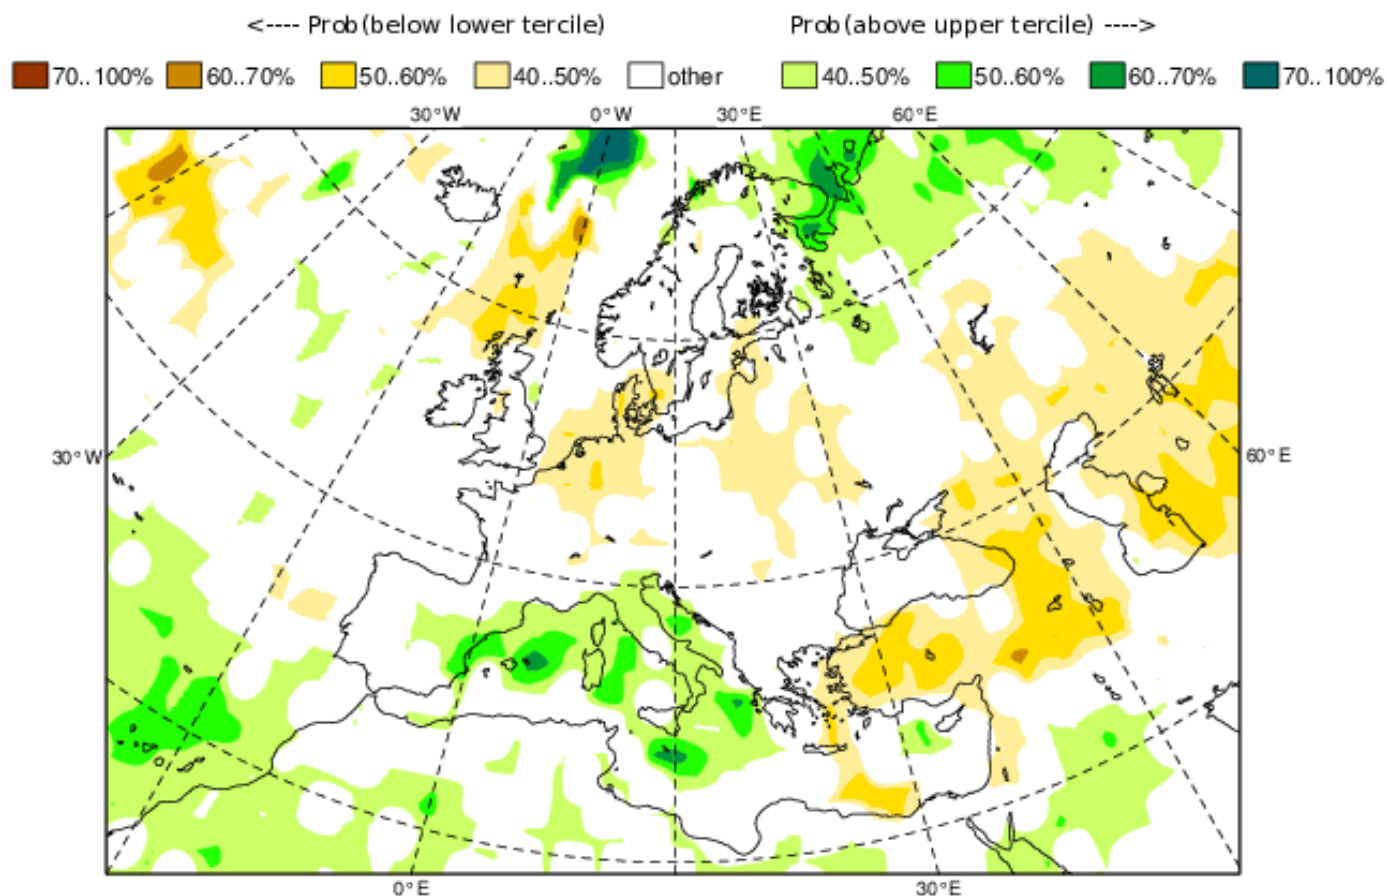 <---- Prob(below lower tercile) Prob(above upper tercile) ---->
70..100% 60..70% 50..60% 40..50% other 40..50% 50..60% 60..70% 70..100%
30°W 0°W 30°E 60°E
30°W 60°E
0°E 30°E